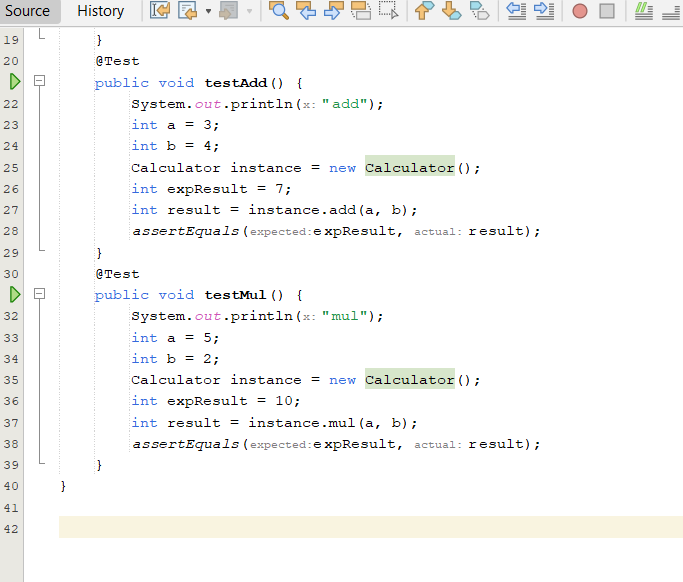 Source History
19 }
20 @Test
public void testAdd() {
22 System.out.println(x: "add");
23 int a = 3;
24 int b = 4;
25 Calculator instance = new Calculator();
26 int expResult = 7;
27 int result = instance.add(a, b);
28 assertEquals(expected:expResult, actual: result);
29 }
30 @Test
public void testMul() {
32 System.out.println(x: "mul");
33 int a = 5;
34 int b = 2;
35 Calculator instance = new Calculator();
36 int expResult = 10;
37 int result = instance.mul(a, b);
38 assertEquals(expected:expResult, actual: result);
39 }
40 }
41
42